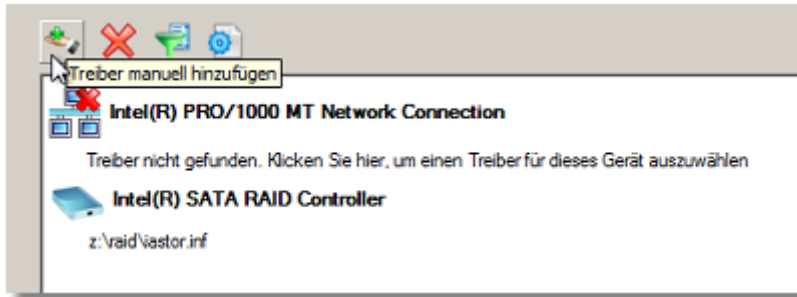 Treiber manuell hinzufügen
Intel(R) PRO/1000 MT Network Connection
Treiber nicht gefunden. Klicken Sie hier, um einen Treiber für dieses Gerät auszuwählen
Intel(R) SATA RAID Controller
z:\raid\iastor.inf